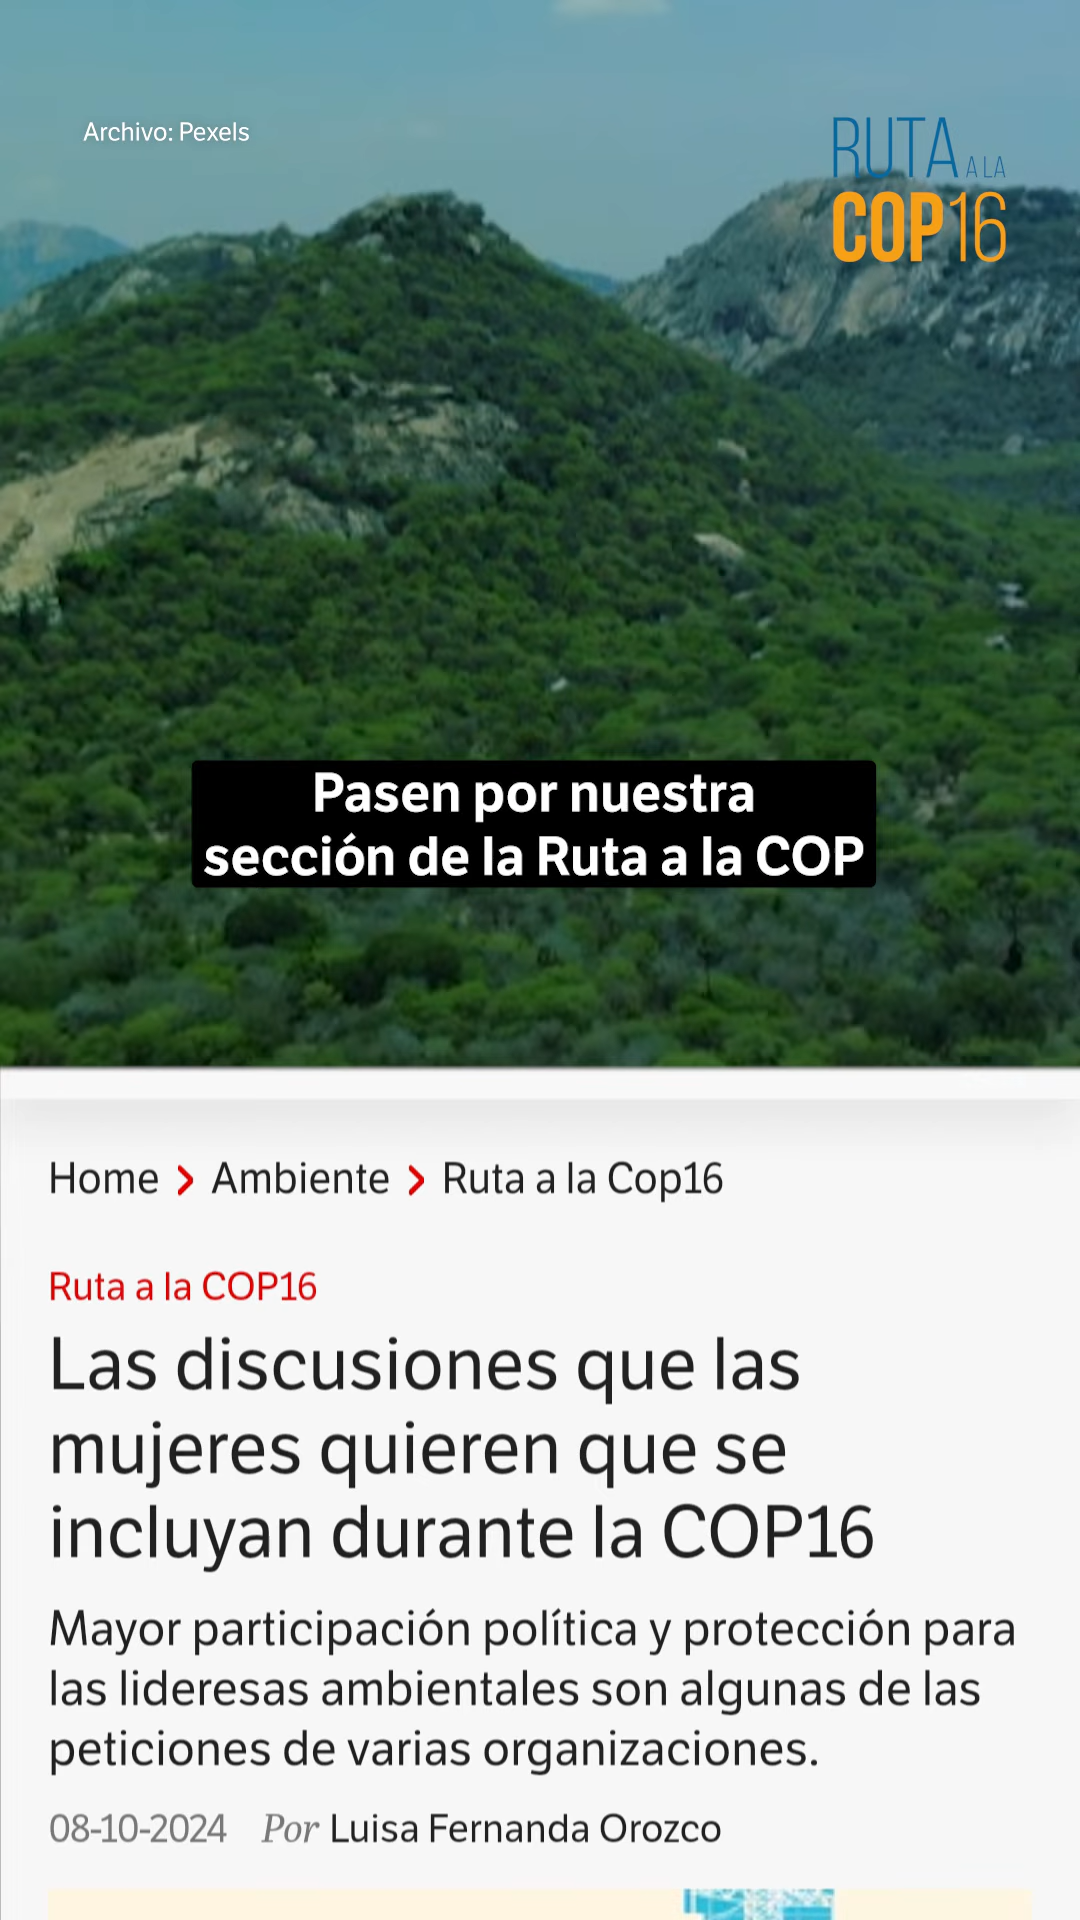 Archivo: Pexels
RUTA A LA
COP16
Pasen por nuestra
sección de la Ruta a la COP
Home > Ambiente > Ruta a la Cop16
Ruta a la COP16
Las discusiones que las
mujeres quieren que se
incluyan durante la COP16
Mayor participación política y protección para
las lideresas ambientales son algunas de las
peticiones de varias organizaciones.
08-10-2024 Por Luisa Fernanda Orozco